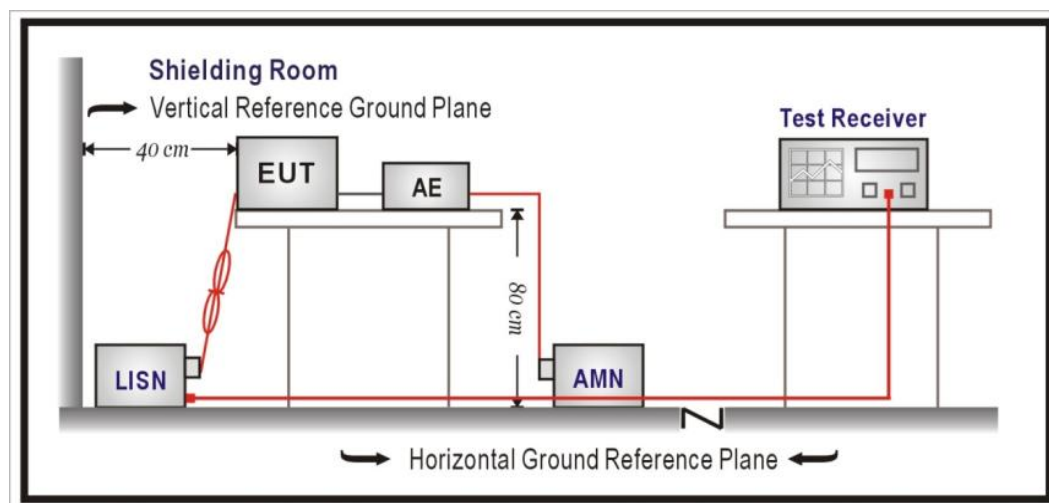 Shielding Room
Vertical Reference Ground Plane
Test Receiver
40 cm
EUT
AE
80 cm
LISN
AMN
Horizontal Ground Reference Plane